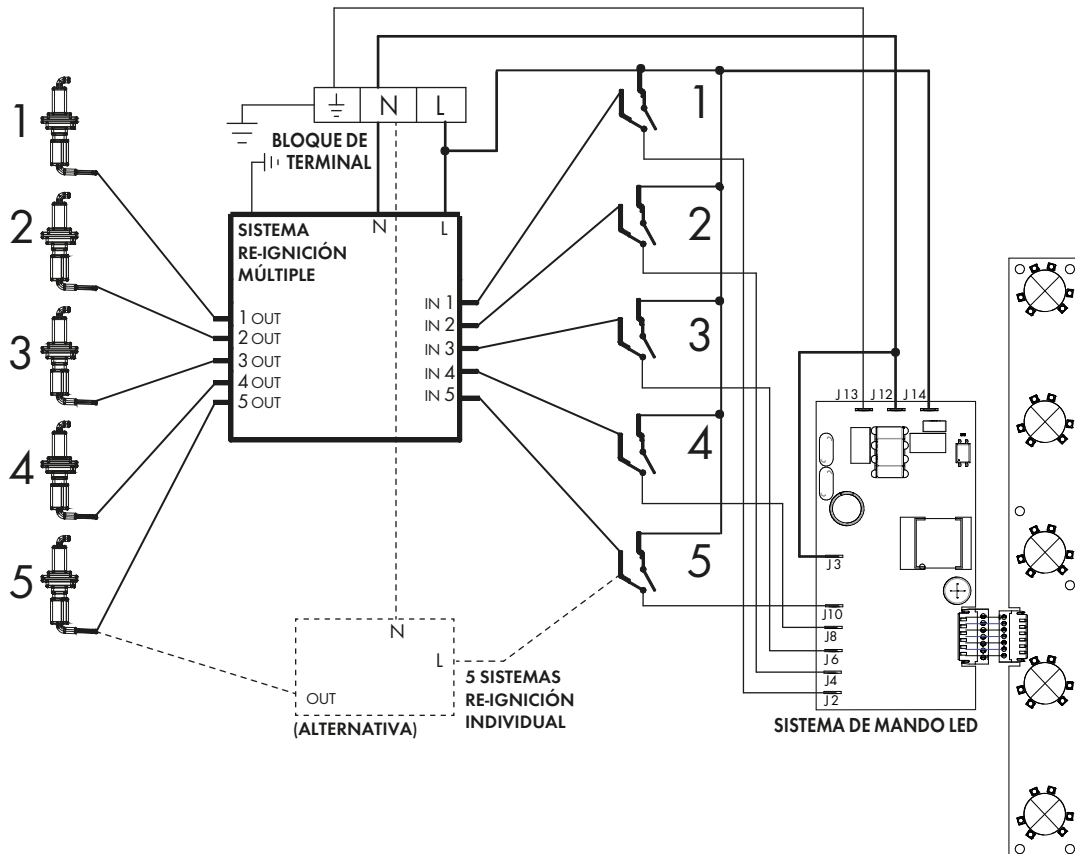 1
2
3
4
5
N
L
BLOQUE DE
TERMINAL
SISTEMA
RE-IGNICIÓN
MÚLTIPLE
N
L
1 OUT
2 OUT
3 OUT
4 OUT
5 OUT
IN 1
IN 2
IN 3
IN 4
IN 5
1
2
3
4
5
N
L
OUT
(ALTERNATIVA)
5 SISTEMAS
RE-IGNICIÓN
INDIVIDUAL
J13
J12
J14
J3
J10
J8
J6
J4
J2
SISTEMA DE MANDO LED